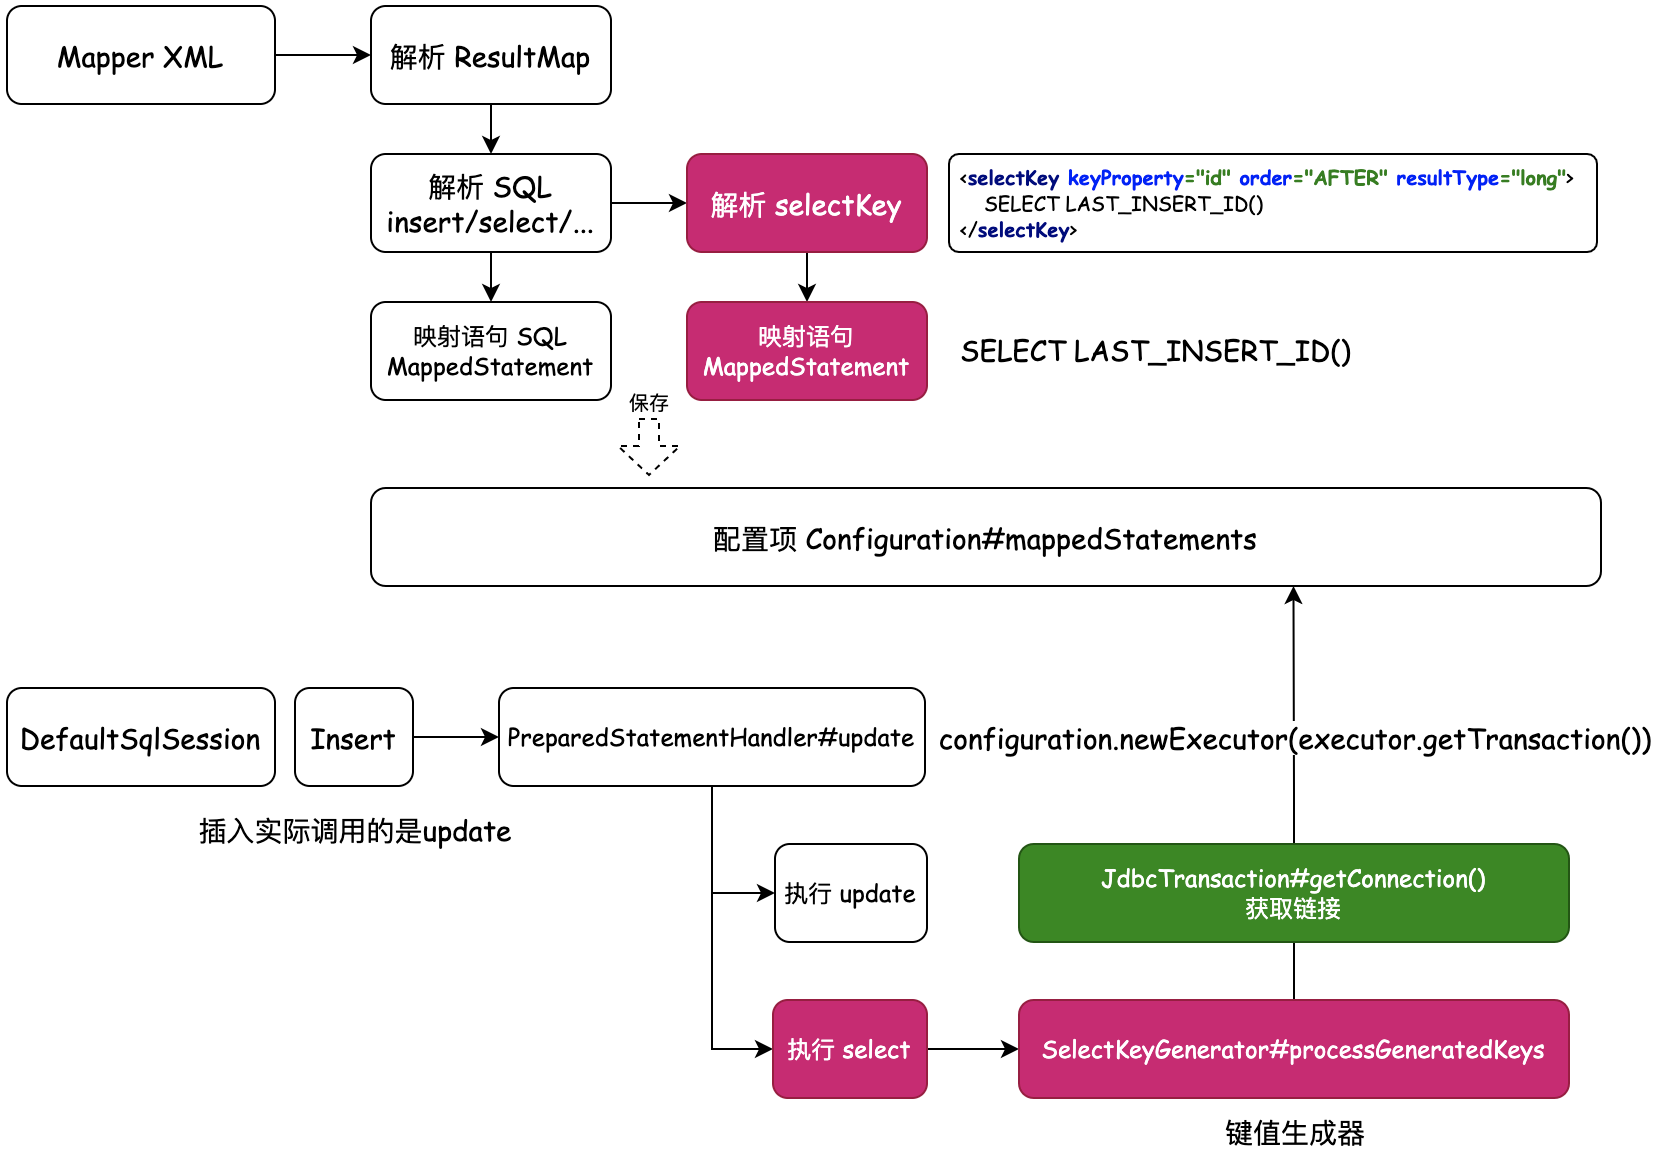 Mapper XML
解析 ResultMap
解析 SQL
insert/select/...
解析 selectKey
<selectKey keyProperty="id" order="AFTER" resultType="long">
SELECT LAST_INSERT_ID()
</selectKey>
映射语句 SQL
MappedStatement
映射语句
MappedStatement
SELECT LAST_INSERT_ID()
保存
配置项 Configuration#mappedStatements
DefaultSqlSession
Insert
PreparedStatementHandler#update
configuration.newExecutor(executor.getTransaction())
插入实际调用的是update
执行 update
JdbcTransaction#getConnection()
获取链接
执行 select
SelectKeyGenerator#processGeneratedKeys
键值生成器